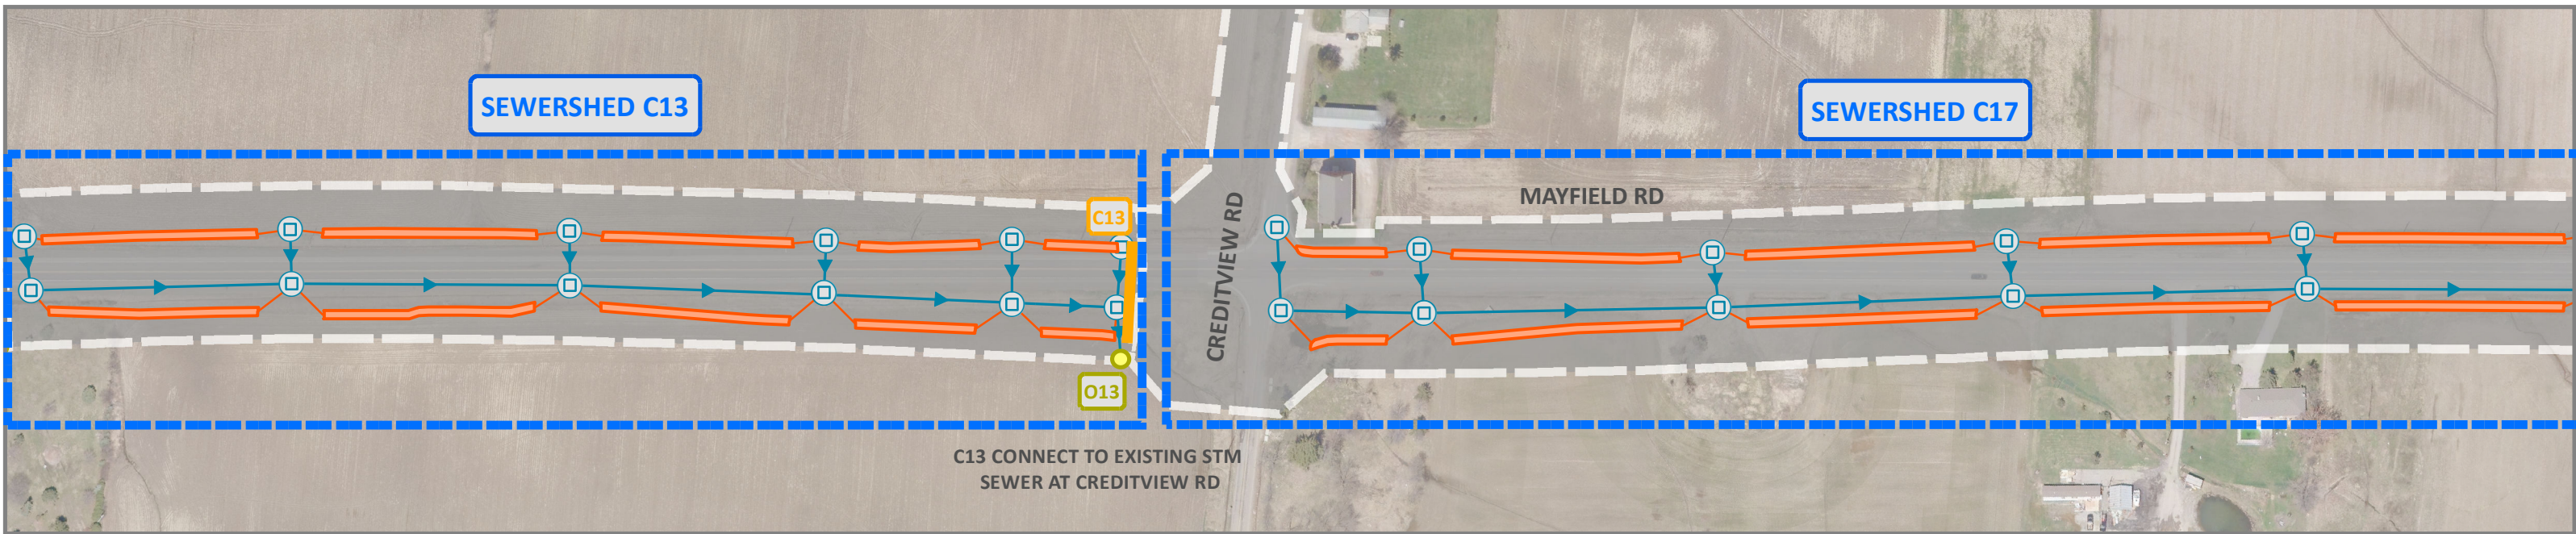 SEWERSHED C13
SEWERSHED C17
MAYFIELD RD
C13
CREDITVIEW RD
O13
C13 CONNECT TO EXISTING STM
SEWER AT CREDITVIEW RD